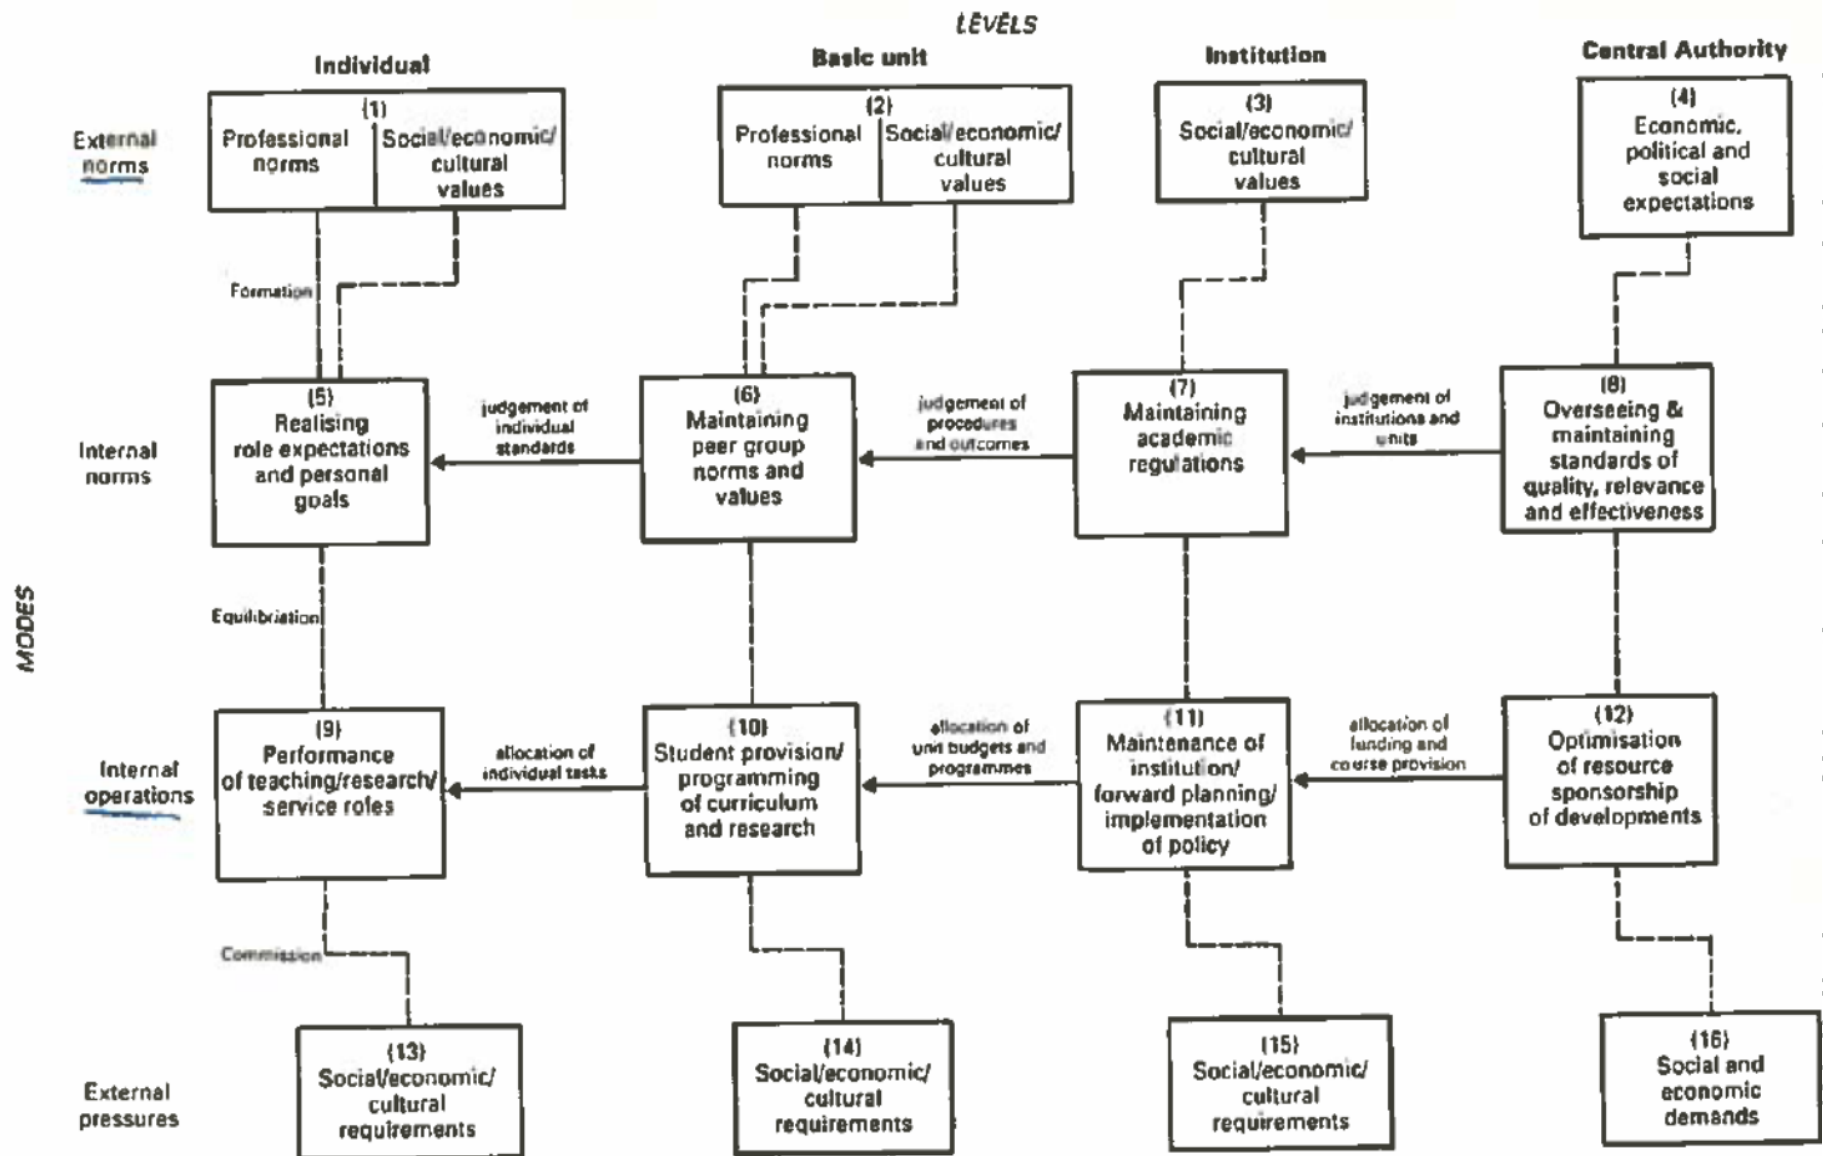 LEVELS
Individual
Basic unit
Institution
Central Authority
External
norms
(1)
Professional
norms
Social/economic/
cultural
values
(2)
Professional
norms
Social/economic/
cultural
values
(3)
Social/economic/
cultural
values
(4)
Economic,
political and
social
expectations
Formation
MODES
Internal
norms
(5)
Realising
role expectations
and personal
goals
judgement of
individual
standards
(6)
Maintaining
peer group
norms and
values
judgement of
procedures
and outcomes
(7)
Maintaining
academic
regulations
judgement of
institutions and
units
(8)
Overseeing &
maintaining
standards of
quality, relevance
and effectiveness
Equilibriation
Internal
operations
(9)
Performance
of teaching/research/
service roles
allocation of
individual tasks
(10)
Student provision/
programming
of curriculum
and research
allocation of
unit budgets and
programmes
(11)
Maintenance of
institution/
forward planning/
implementation
of policy
allocation of
funding and
course provision
(12)
Optimisation
of resource
sponsorship
of developments
Commission
External
pressures
(13)
Social/economic/
cultural
requirements
(14)
Social/economic/
cultural
requirements
(15)
Social/economic/
cultural
requirements
(16)
Social and
economic
demands